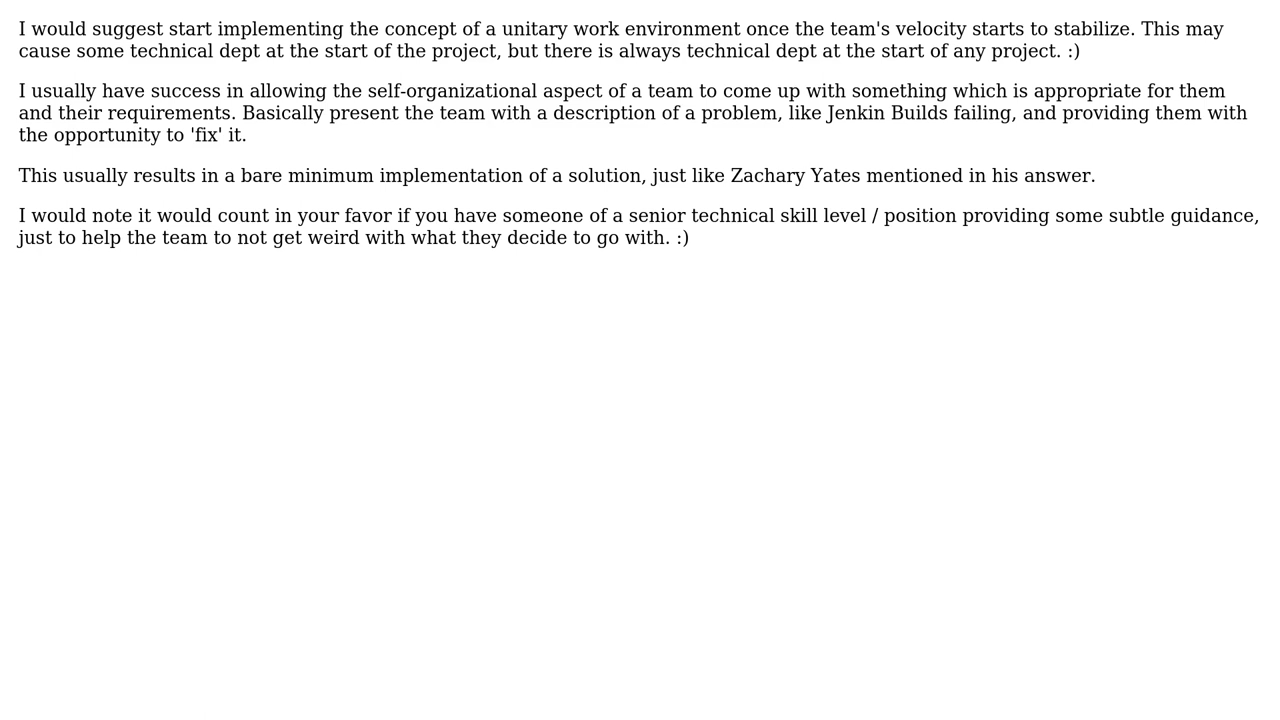 I would suggest start implementing the concept of a unitary work environment once the team's velocity starts to stabilize. This may
cause some technical dept at the start of the project, but there is always technical dept at the start of any project. :)
I usually have success in allowing the self-organizational aspect of a team to come up with something which is appropriate for them
and their requirements. Basically present the team with a description of a problem, like Jenkin Builds failing, and providing them with
the opportunity to 'fix' it.
This usually results in a bare minimum implementation of a solution, just like Zachary Yates mentioned in his answer.
I would note it would count in your favor if you have someone of a senior technical skill level / position providing some subtle guidance,
just to help the team to not get weird with what they decide to go with. :)